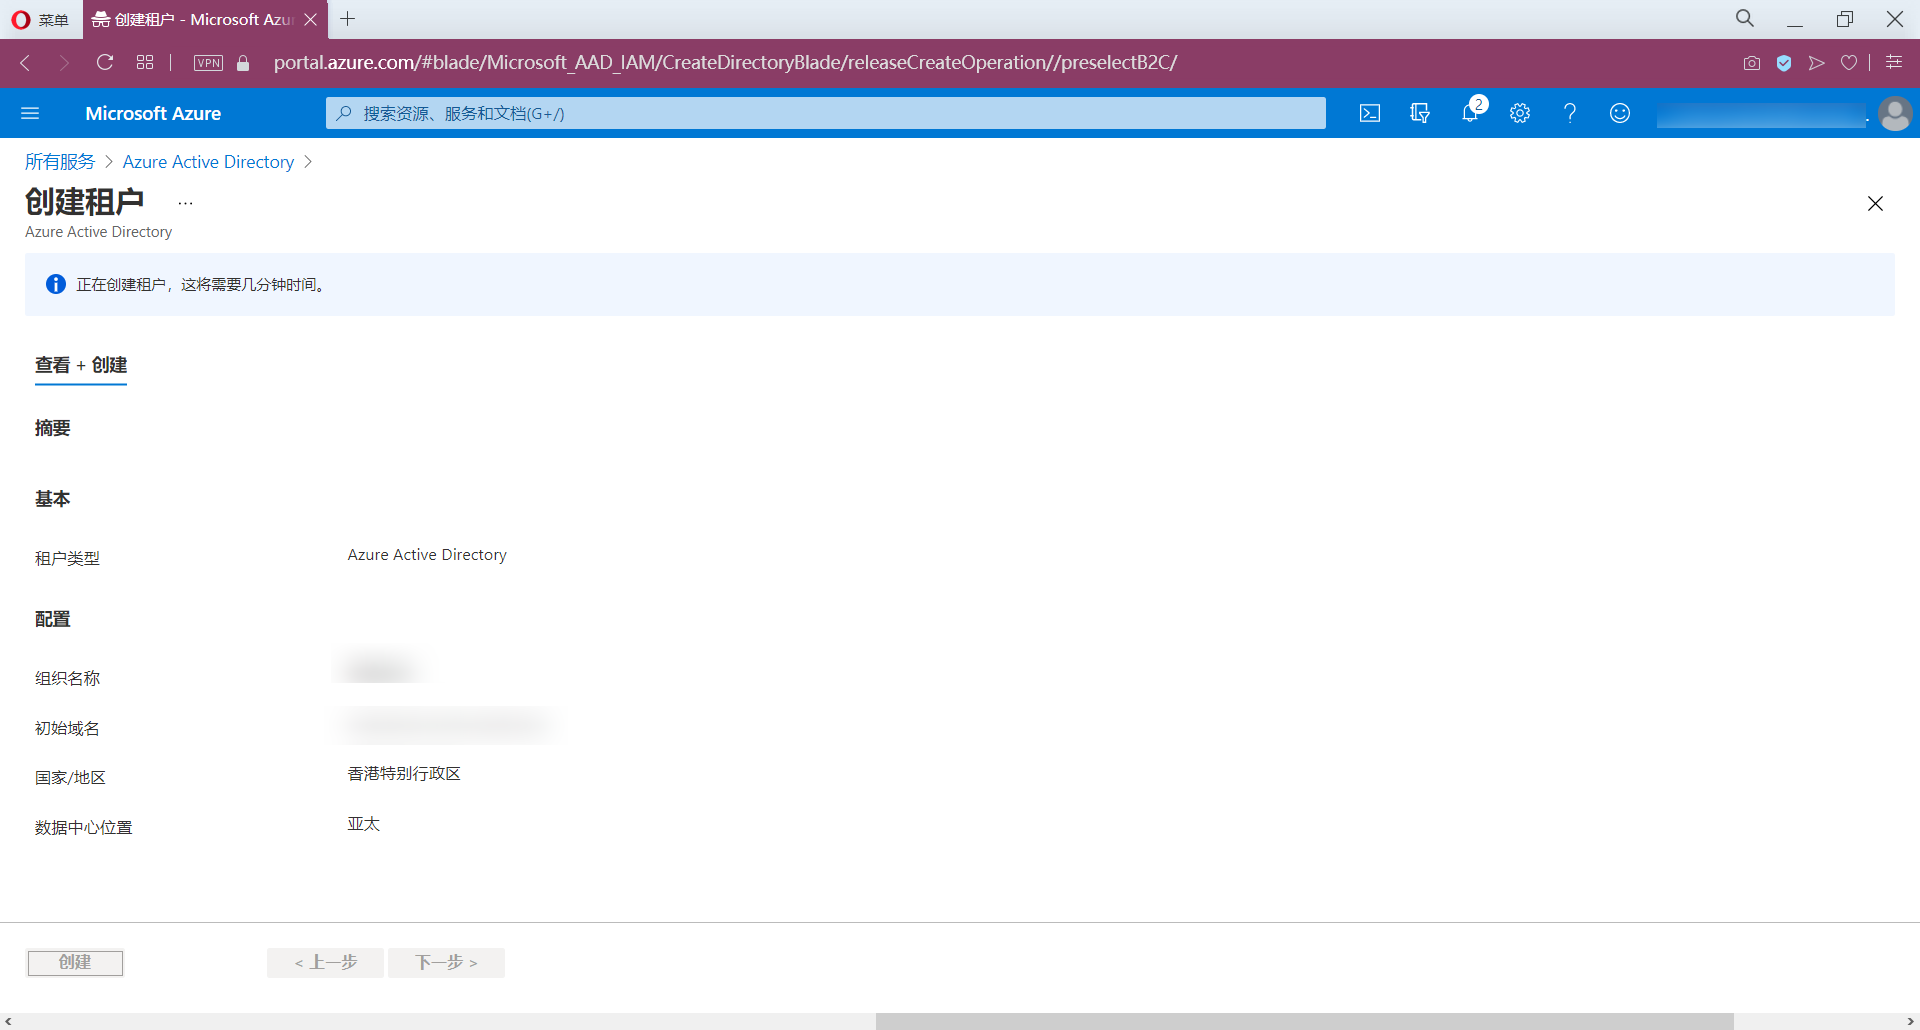 菜单
创建租户 - Microsoft Azu
VPN
portal.azure.com/#blade/Microsoft_AAD_IAM/CreateDirectoryBlade/releaseCreateOperation//preselectB2C/
Microsoft Azure
搜索资源、服务和文档(G+/)
2
所有服务 > Azure Active Directory >
创建租户 ...
Azure Active Directory
正在创建租户，这将需要几分钟时间。
查看 + 创建
摘要
基本
租户类型 Azure Active Directory
配置
组织名称
初始域名
国家/地区 香港特别行政区
数据中心位置 亚太
创建 < 上一步 下一步 >